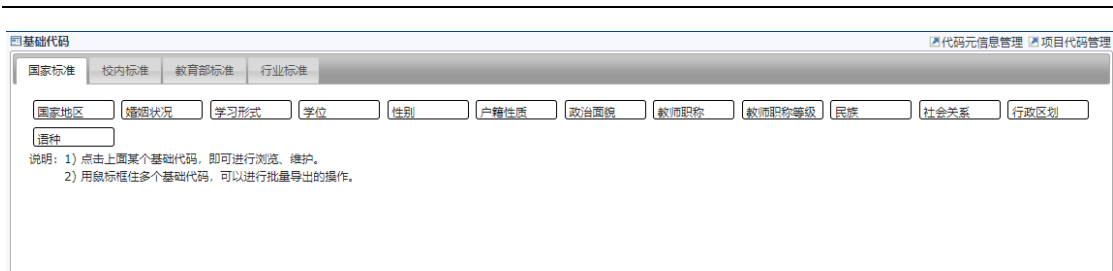 基础代码 代码元信息管理 项目代码管理
国家标准 校内标准 教育部标准 行业标准
国家地区 婚姻状况 学习形式 学位 性别 户籍性质 政治面貌 教师职称 教师职称等级 民族 社会关系 行政区划
语种
说明：1) 点击上面某个基础代码，即可进行浏览、维护。
2) 用鼠标框住多个基础代码，可以进行批量导出的操作。